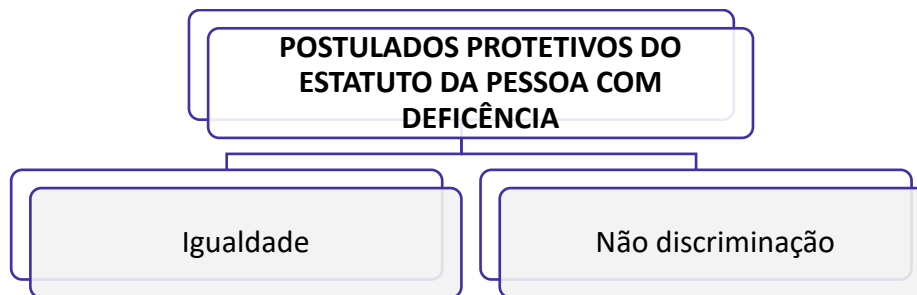 POSTULADOS PROTETIVOS DO
ESTATUTO DA PESSOA COM
DEFICÊNCIA
Igualdade
Não discriminação